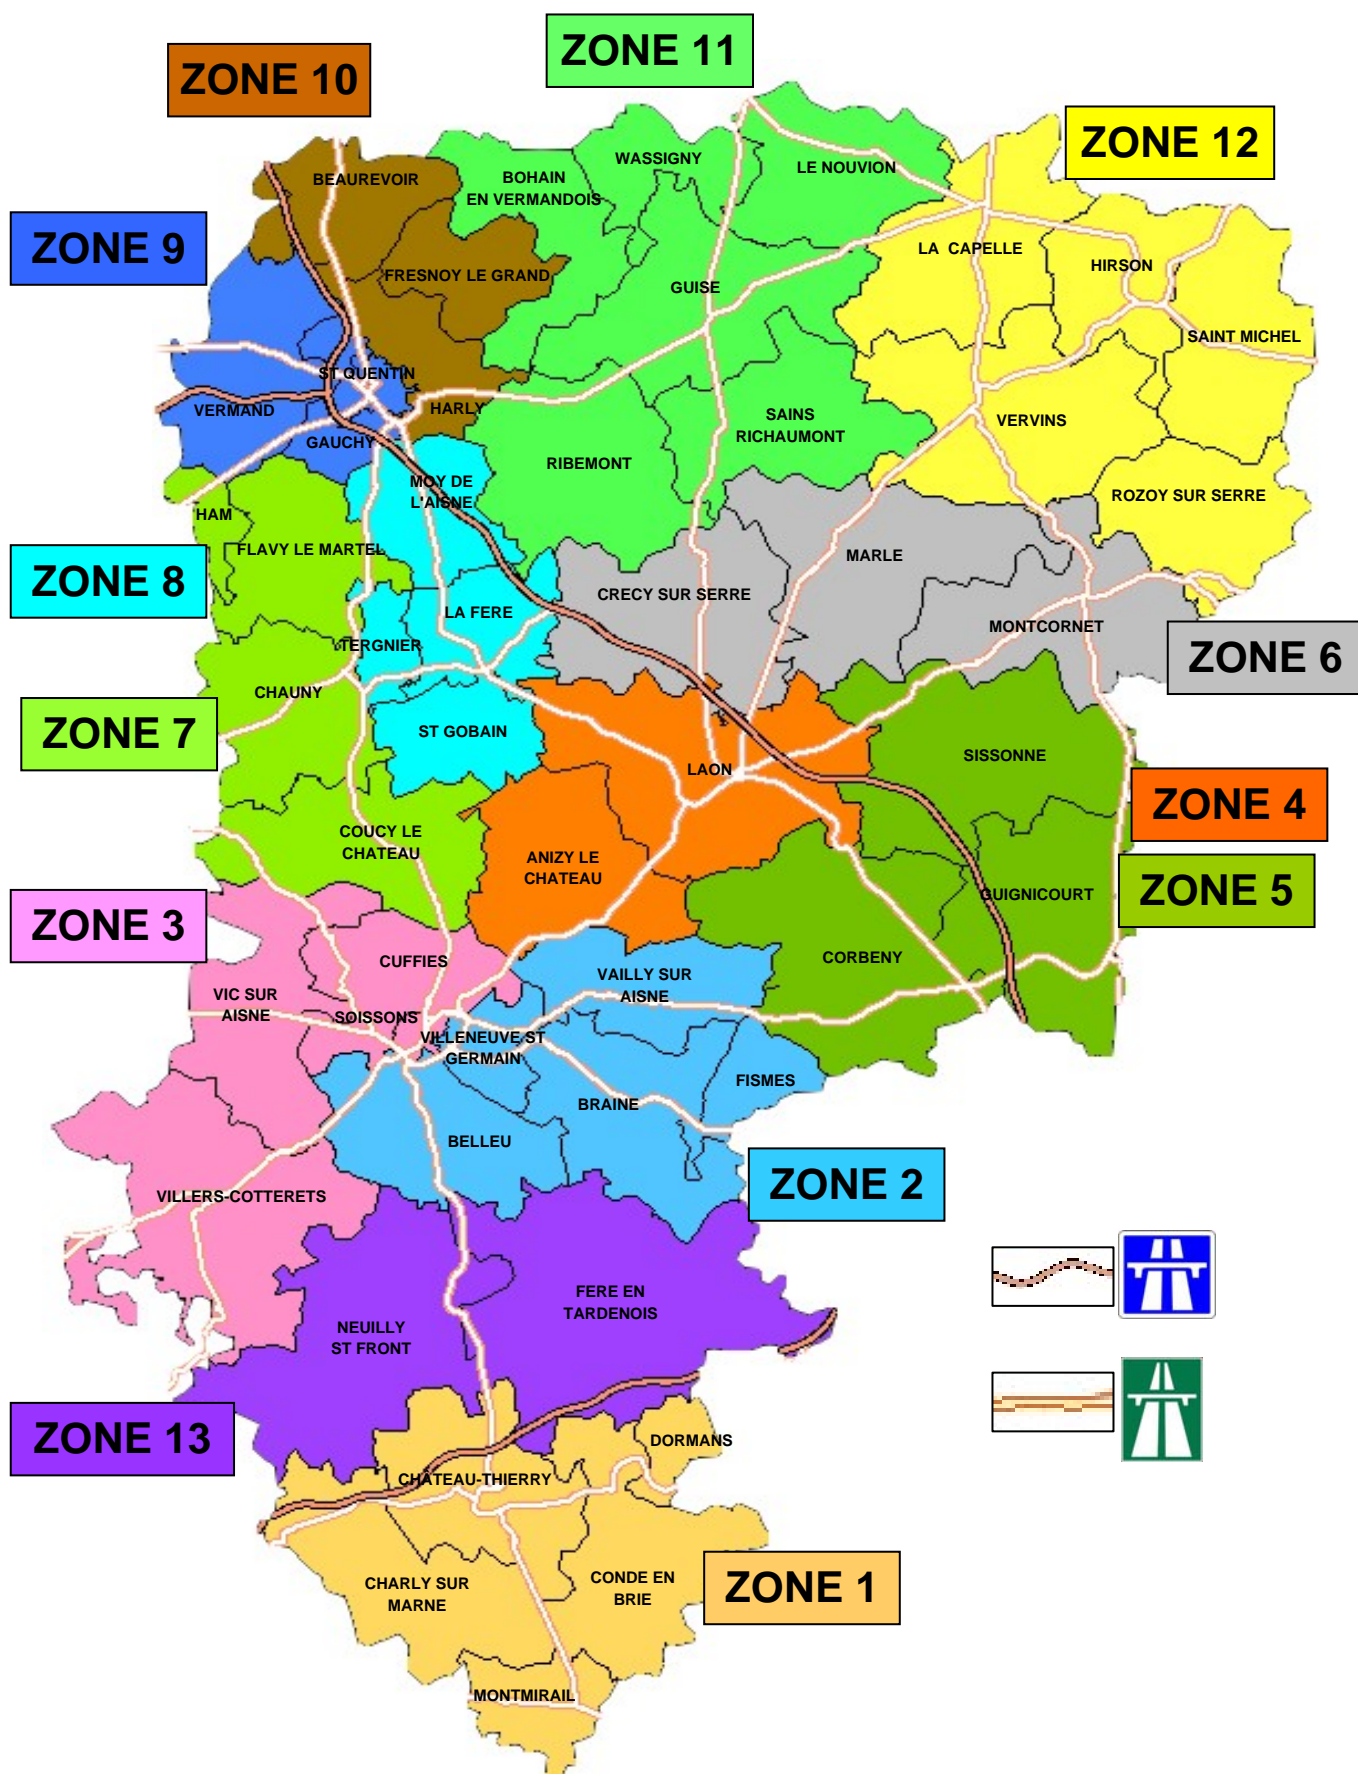 ZONE 11
ZONE 10
ZONE 12
WASSIGNY
LE NOUVION
BEAUREVOIR
BOHAIN
EN VERMANDOIS
ZONE 9
LA  CAPELLE
HIRSON
FRESNOY LE GRAND
GUISE
SAINT MICHEL
ST QUENTIN
VERMAND
HARLY
GAUCHY
SAINS
RICHAUMONT
VERVINS
RIBEMONT
MOY DE
L'AISNE
ROZOY SUR SERRE
HAM
FLAVY LE MARTEL
MARLE
ZONE 8
CRECY SUR SERRE
LA FERE
MONTCORNET
TERGNIER
ZONE 6
CHAUNY
ZONE 7
ST GOBAIN
SISSONNE
LAON
ZONE 4
COUCY LE
CHATEAU
ANIZY LE
CHATEAU
GUIGNICOURT
ZONE 5
ZONE 3
CUFFIES
CORBENY
VAILLY SUR
AISNE
VIC SUR
AISNE
SOISSONS
VILLENEUVE ST
GERMAIN
FISMES
BRAINE
BELLEU
ZONE 2
VILLERS-COTTERETS
FERE EN
TARDENOIS
NEUILLY
ST FRONT
ZONE 13
DORMANS
CHATEAU-THIERRY
CHARLY SUR
MARNE
CONDE EN
BRIE
ZONE 1
MONTMIRAIL